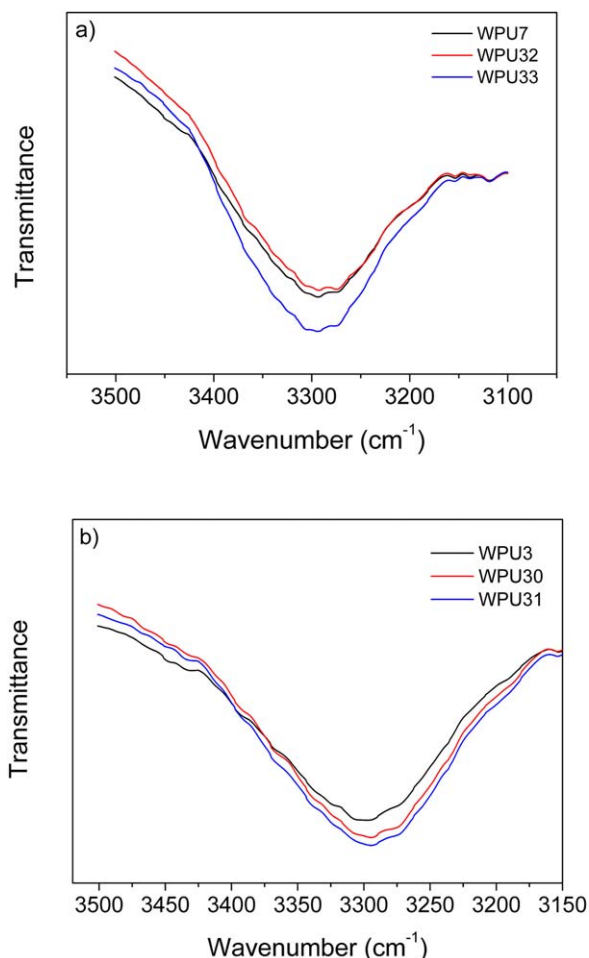 a)
WPU7
WPU32
WPU33
Transmittance
3500 3400 3300 3200 3100
Wavenumber (cm⁻¹)
b)
WPU3
WPU30
WPU31
Transmittance
3500 3450 3400 3350 3300 3250 3200 3150
Wavenumber (cm⁻¹)